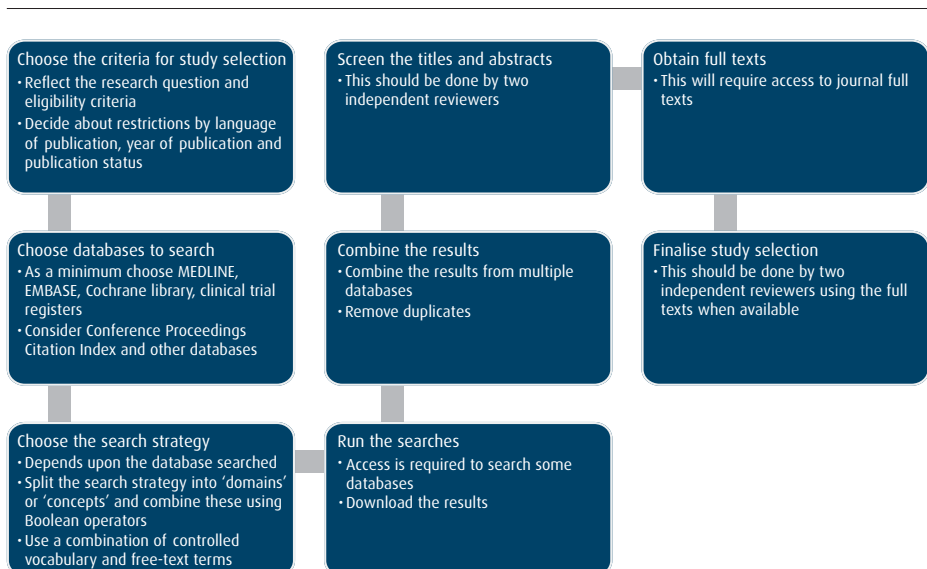 Choose the criteria for study selection
• Reflect the research question and
eligibility criteria
• Decide about restrictions by language
of publication, year of publication and
publication status
Choose databases to search
• As a minimum choose MEDLINE,
EMBASE, Cochrane library, clinical trial
registers
• Consider Conference Proceedings
Citation Index and other databases
Choose the search strategy
• Depends upon the database searched
• Split the search strategy into ‘domains’
or ‘concepts’ and combine these using
Boolean operators
• Use a combination of controlled
vocabulary and free-text terms
Run the searches
• Access is required to search some
databases
• Download the results
Combine the results
• Combine the results from multiple
databases
• Remove duplicates
Screen the titles and abstracts
• This should be done by two
independent reviewers
Obtain full texts
• This will require access to journal full
texts
Finalise study selection
• This should be done by two
independent reviewers using the full
texts when available